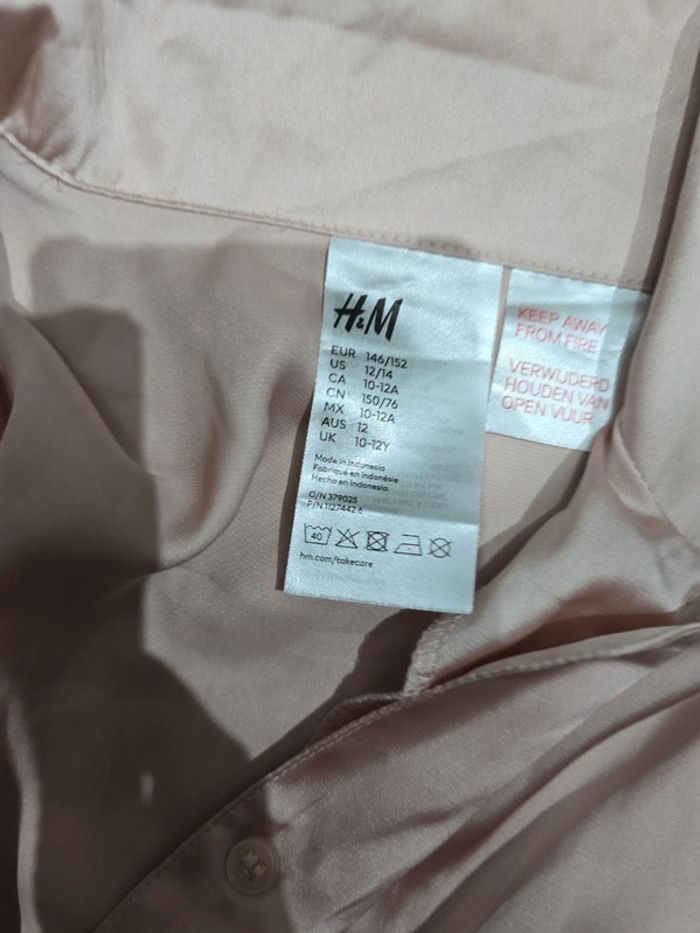 H&M
EUR 146/152
US 12/14
CA 10-12A
CN 150/76
MX 10-12A
AUS 12
UK 10-12Y
Made in Indonesia
Fabriqué en Indonésie
Hecho en Indonesia
O/N 379025
P/N 1127442.6
40
hm.com/takecare
KEEP AWAY
FROM FIRE
VERWIJDERD
HOUDEN VAN
OPEN VUUR